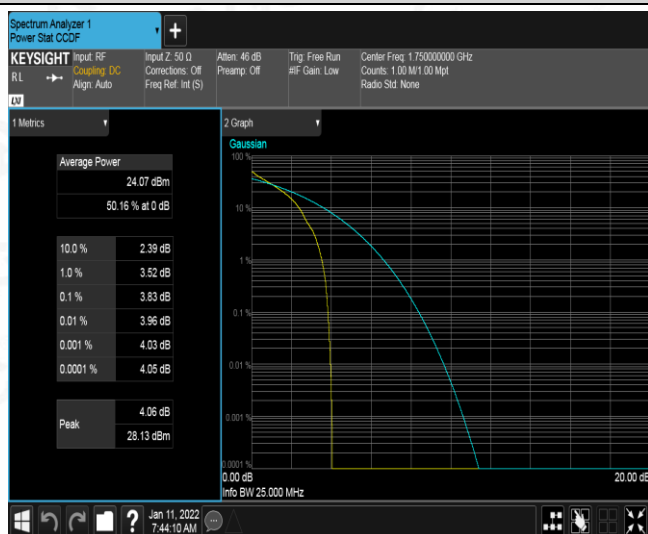 Spectrum Analyzer 1
Power Stat CCDF
+
KEYSIGHT
RL
LXI
Input: RF
Coupling: DC
Align: Auto
Input Z: 50 Ω
Corrections: Off
Freq Ref: Int (S)
Atten: 46 dB
Preamp: Off
Trig: Free Run
#IF Gain: Low
Center Freq: 1.750000000 GHz
Counts: 1.00 M/1.00 Mpt
Radio Std: None
1 Metrics
Average Power
24.07 dBm
50.16 % at 0 dB
10.0 % 2.39 dB
1.0 % 3.52 dB
0.1 % 3.83 dB
0.01 % 3.96 dB
0.001 % 4.03 dB
0.0001 % 4.05 dB
Peak 4.06 dB
28.13 dBm
2 Graph
Gaussian
100 %
10 %
1 %
0.1 %
0.01 %
0.001 %
0.0001 %
0.00 dB 20.00 dB
Info BW 25.000 MHz
?
Jan 11, 2022
7:44:10 AM